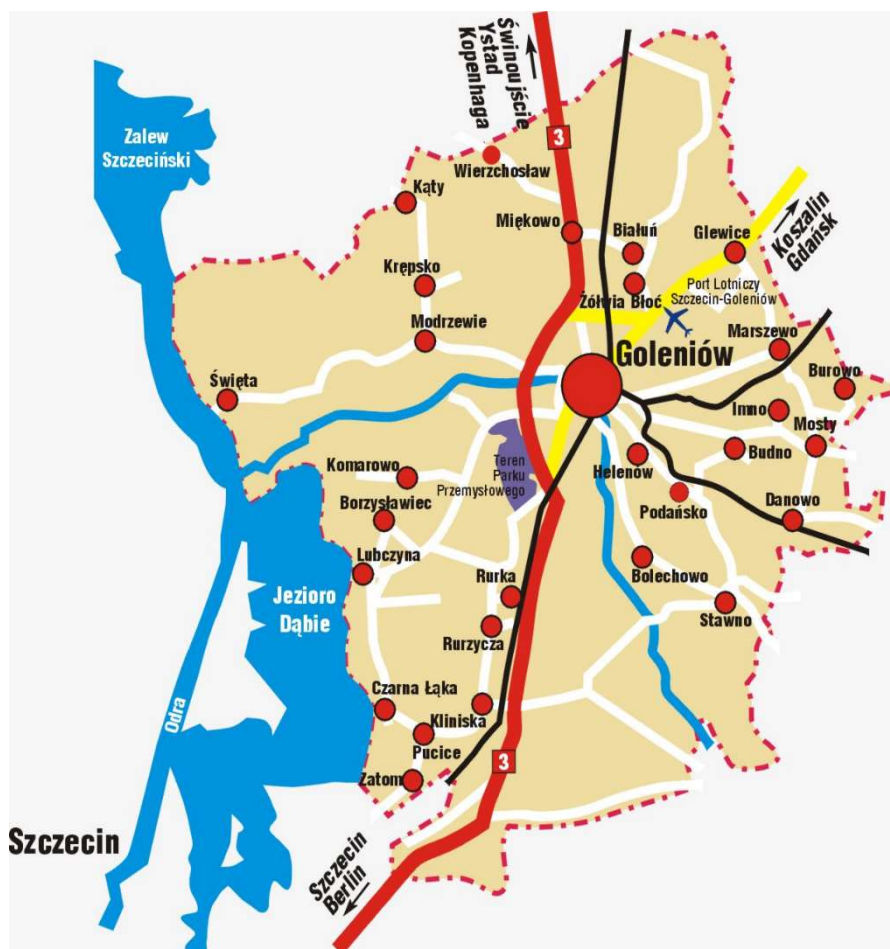 Świnoujście
Ystad
Kopenhaga
3
Zalew
Szczeciński
Wierzchosław
Kąty
Miękowo
Białuń
Glewice
Koszalin
Gdańsk
Krępsko
Port Lotniczy
Szczecin-Goleniów
Żółwia Błoć
Modrzewie
Marszewo
Goleniów
Burowo
Święta
Imno
Mosty
Komarowo
Teren
Parku
Przemysłowego
Helenów
Budno
Borzysławiec
Podańsko
Danowo
Lubczyna
Rurka
Bolechowo
Jezioro
Dąbie
Stawno
Rurzyca
Czarna Łąka
Kliniska
Odra
Pucice
3
Zatom
Szczecin
Szczecin
Berlin